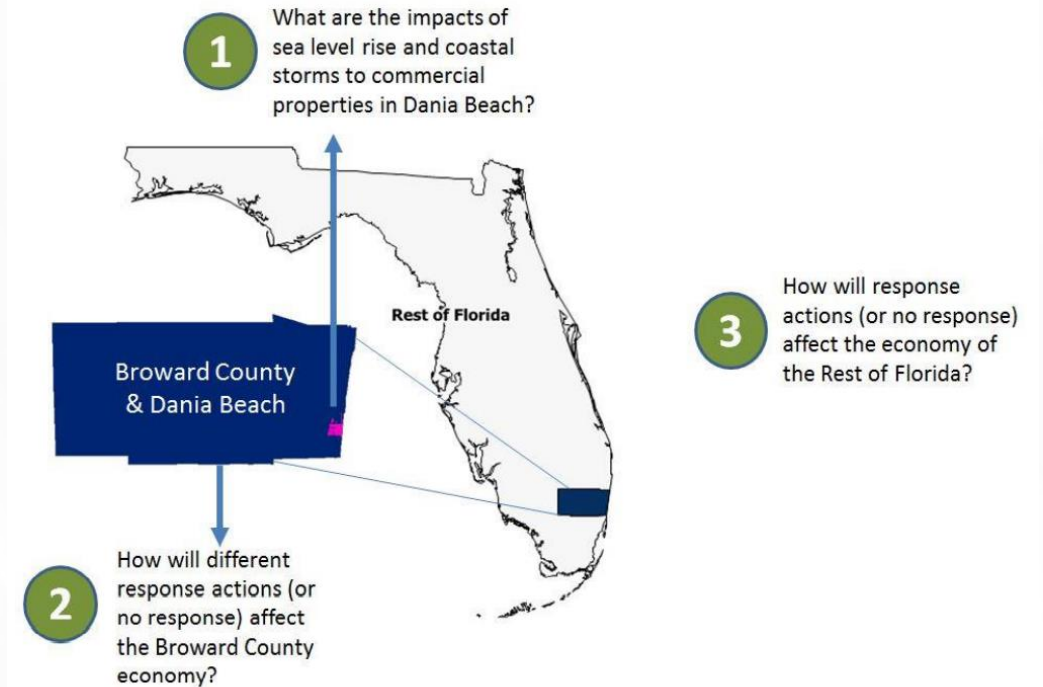 1
What are the impacts of
sea level rise and coastal
storms to commercial
properties in Dania Beach?
Rest of Florida
Broward County
& Dania Beach
3
How will response
actions (or no response)
affect the economy of
the Rest of Florida?
2
How will different
response actions (or
no response) affect
the Broward County
economy?